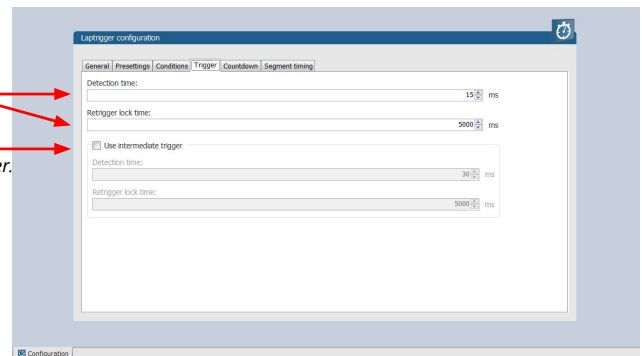 Laptrigger configuration
General Presettings Conditions Trigger Countdown Segment timing
Detection time:
15 ms
Retrigger lock time:
5000 ms
Use intermediate trigger
er.
Detection time:
30 ms
Retrigger lock time:
5000 ms
Configuration